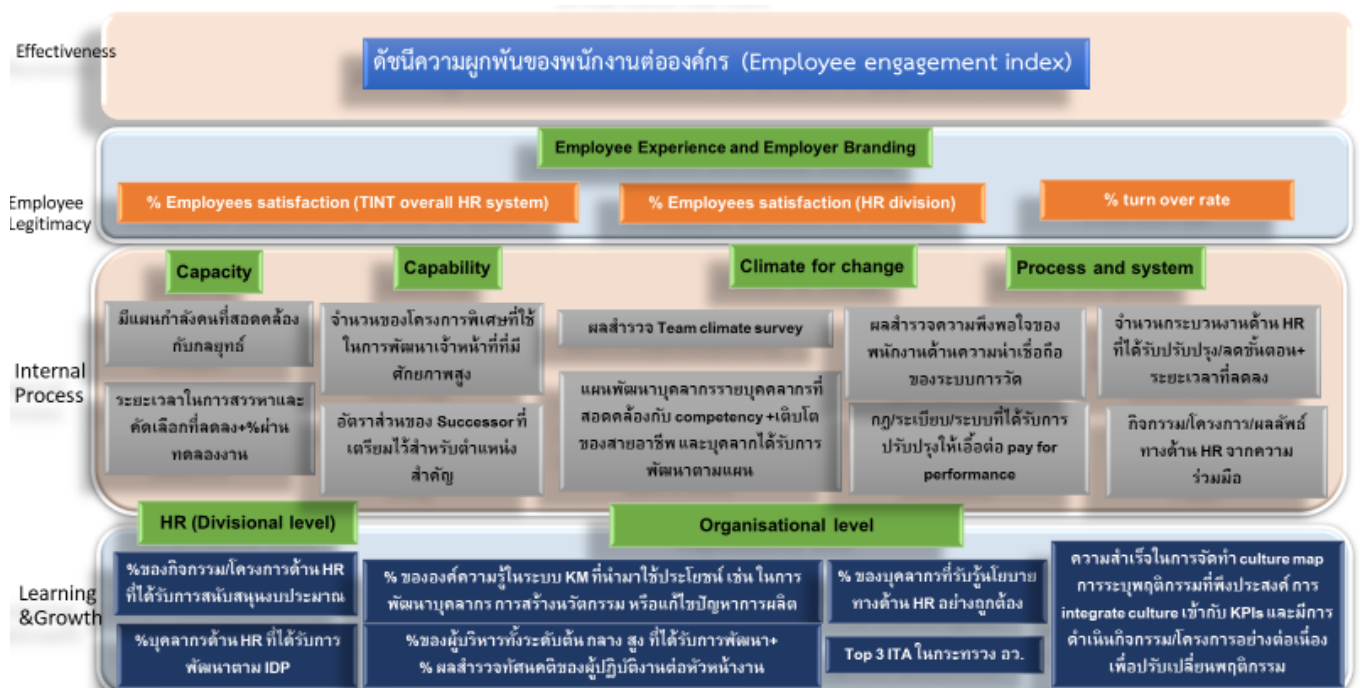 Effectiveness
ดัชนีความผูกพันของพนักงานต่อองค์กร (Employee engagement index)
Employee Experience and Employer Branding
Employee
Legitimacy
% Employees satisfaction (TINT overall HR system)
% Employees satisfaction (HR division)
% turn over rate
Capacity
Capability
Climate for change
Process and system
Internal
Process
มีแผนกำลังคนที่สอดคล้อง
กับกลยุทธ์
ระยะเวลาในการสรรหาและ
คัดเลือกที่ลดลง+%ผ่าน
ทดลองงาน
จำนวนของโครงการพิเศษที่ใช้
ในการพัฒนาเจ้าหน้าที่ที่มี
ศักยภาพสูง
อัตราส่วนของ Successor ที่
เตรียมไว้สำหรับตำแหน่ง
สำคัญ
ผลสำรวจ Team climate survey
แผนพัฒนาบุคลากรรายบุคลากรที่
สอดคล้องกับ competency +เติบโต
ของสายอาชีพ และบุคลากได้รับการ
พัฒนาตามแผน
ผลสำรวจความพึงพอใจของ
พนักงานด้านความน่าเชื่อถือ
ของระบบการวัด
กฎ/ระเบียบ/ระบบที่ได้รับการ
ปรับปรุงให้เอื้อต่อ pay for
performance
จำนวนกระบวนงานด้าน HR
ที่ได้รับปรับปรุง/ลดขั้นตอน+
ระยะเวลาที่ลดลง
กิจกรรม/โครงการ/ผลลัพธ์
ทางด้าน HR จากความ
ร่วมมือ
HR (Divisional level)
Organisational level
Learning
&Growth
%ของกิจกรรม/โครงการด้าน HR
ที่ได้รับการสนับสนุนงบประมาณ
%บุคลากรด้าน HR ที่ได้รับการ
พัฒนาตาม IDP
% ขององค์ความรู้ในระบบ KM ที่นำมาใช้ประโยชน์ เช่น ในการ
พัฒนาบุคลากร การสร้างนวัตกรรม หรือแก้ไขปัญหาการผลิต
%ของผู้บริหารทั้งระดับต้น กลาง สูง ที่ได้รับการพัฒนา+
% ผลสำรวจทัศนคติของผู้ปฏิบัติงานต่อหัวหน้างาน
% ของบุคลากรที่รับรู้นโยบาย
ทางด้าน HR อย่างถูกต้อง
Top 3 ITA ในกระทรวง อว.
ความสำเร็จในการจัดทำ culture map
การระบุพฤติกรรมที่พึงประสงค์ การ
integrate culture เข้ากับ KPIs และมีการ
ดำเนินกิจกรรม/โครงการอย่างต่อเนื่อง
เพื่อปรับเปลี่ยนพฤติกรรม